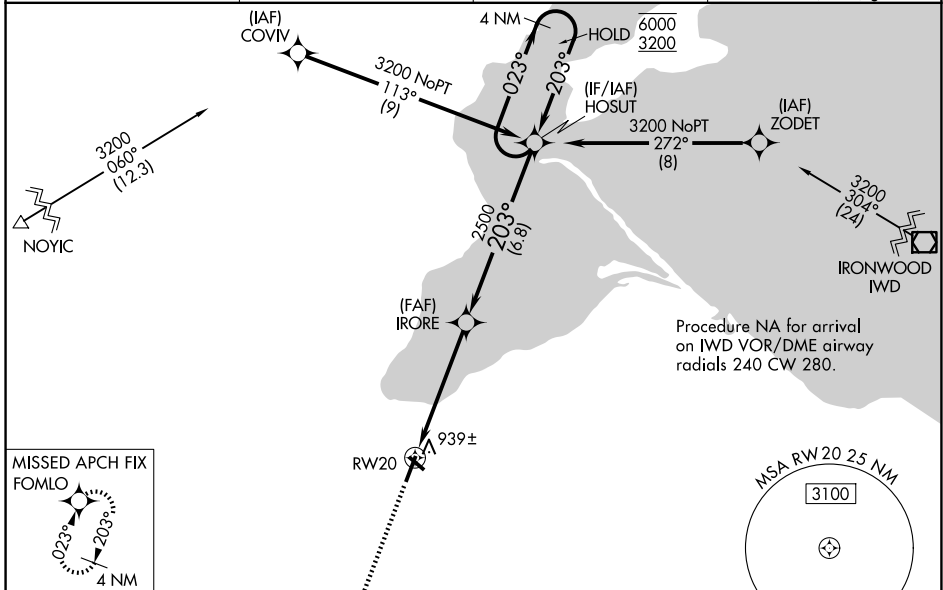 (IAF)
COVIV
4 NM
HOLD
6000
3200
023°
203°
3200 NoPT
113°
(9)
(IF/IAF)
HOSUT
(IAF)
ZODET
3200 NoPT
272°
(8)
3200
060°
(12.3)
NOYIC
3200
304°
(24)
IRONWOOD
IWD
2500
203°
(6.8)
(FAF)
IRORE
Procedure NA for arrival
on IWD VOR/DME airway
radials 240 CW 280.
939±
RW20
MISSED APCH FIX
FOMLO
023°
203°
4 NM
MSA RW20 25 NM
3100